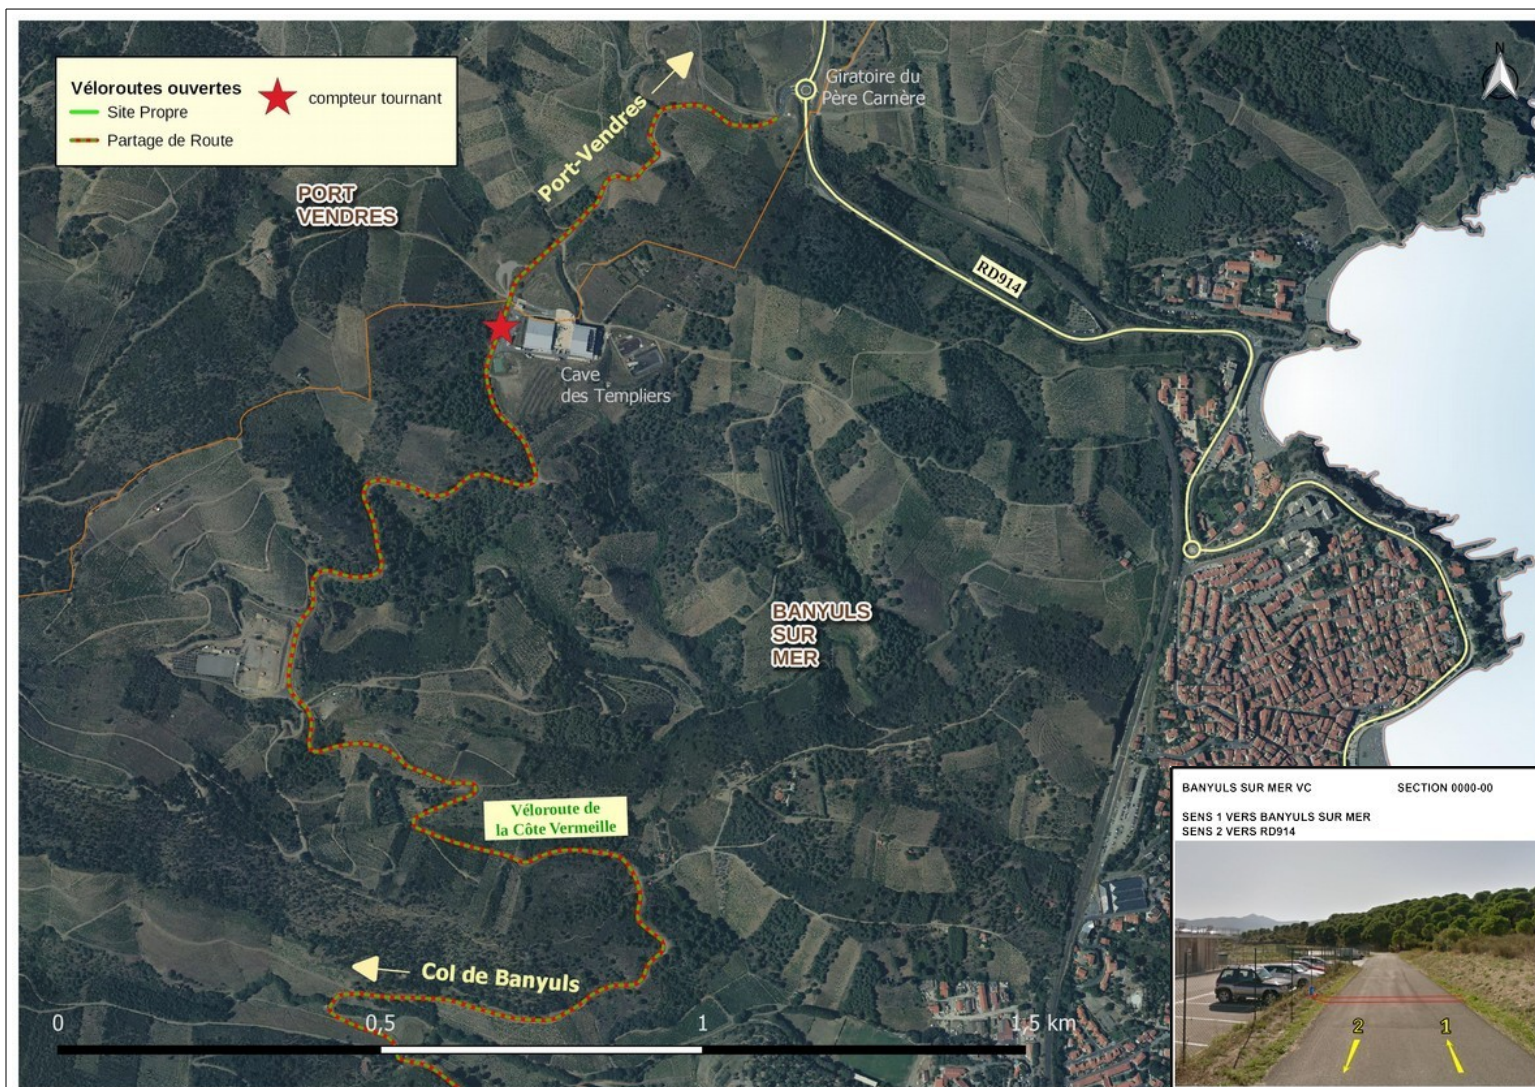 Véloroutes ouvertes
Site Propre
Partage de Route
compteur tournant
N
Giratoire du
Père Carnère
Port-Vendres
PORT
VENDRES
RD914
Cave
des Templiers
BANYULS
SUR
MER
Véloroute de
la Côte Vermeille
Col de Banyuls
0
0,5
1
1,5 km
BANYULS SUR MER VC
SECTION 0000-00
SENS 1 VERS BANYULS SUR MER
SENS 2 VERS RD914
2
1